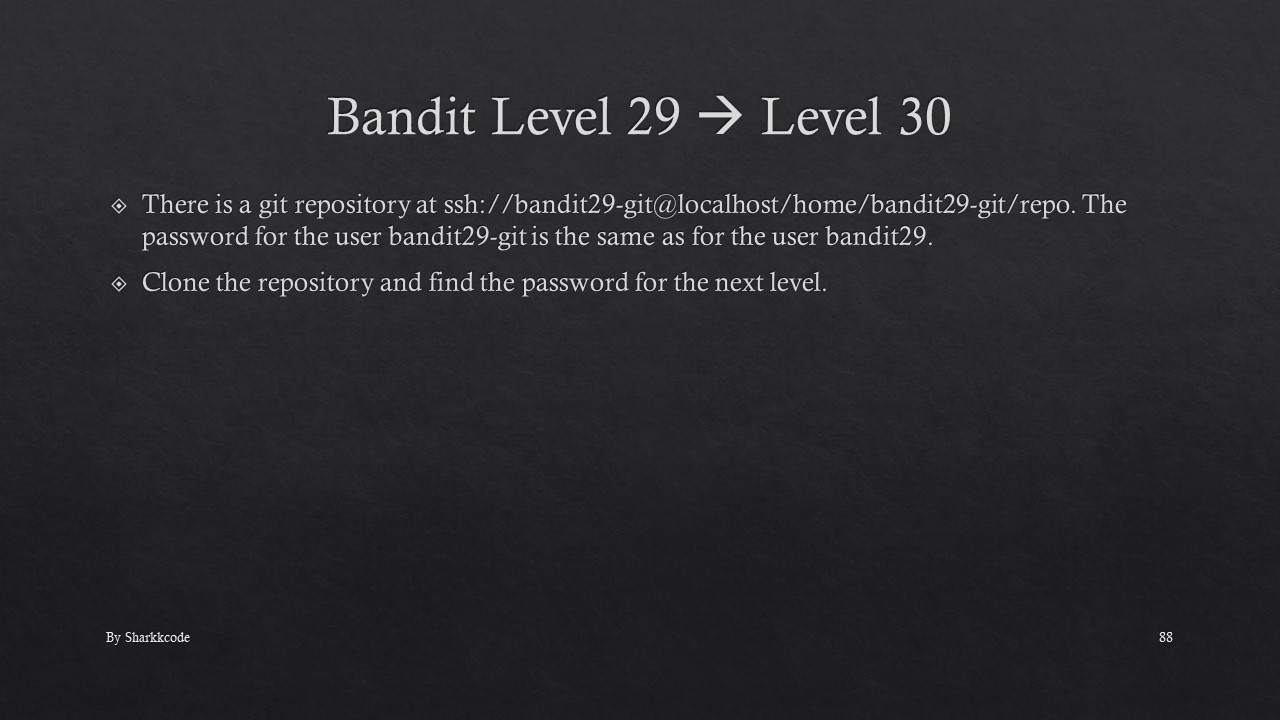 Bandit Level 29 → Level 30
There is a git repository at ssh://bandit29-git@localhost/home/bandit29-git/repo. The
password for the user bandit29-git is the same as for the user bandit29.
Clone the repository and find the password for the next level.
By Sharkkcode
88